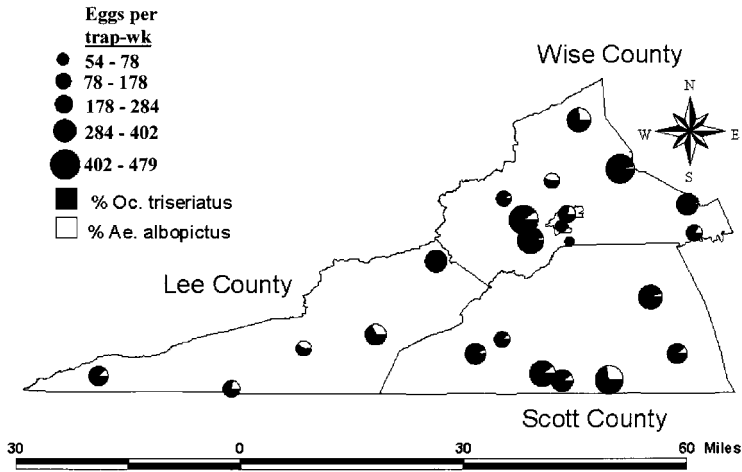 Eggs per
trap-wk
54 - 78
78 - 178
178 - 284
284 - 402
402 - 479
% Oc. triseriatus
% Ae. albopictus
Wise County
N
W E
S
Lee County
Scott County
30 0 30 60 Miles